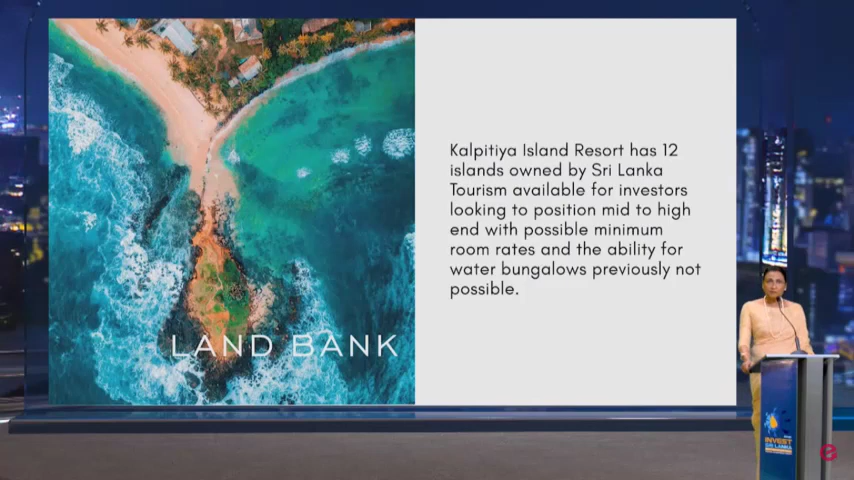 Kalpitiya Island Resort has 12
islands owned by Sri Lanka
Tourism available for investors
looking to position mid to high
end with possible minimum
room rates and the ability for
water bungalows previously not
possible.
LAND BANK
INVEST
SRI LANKA